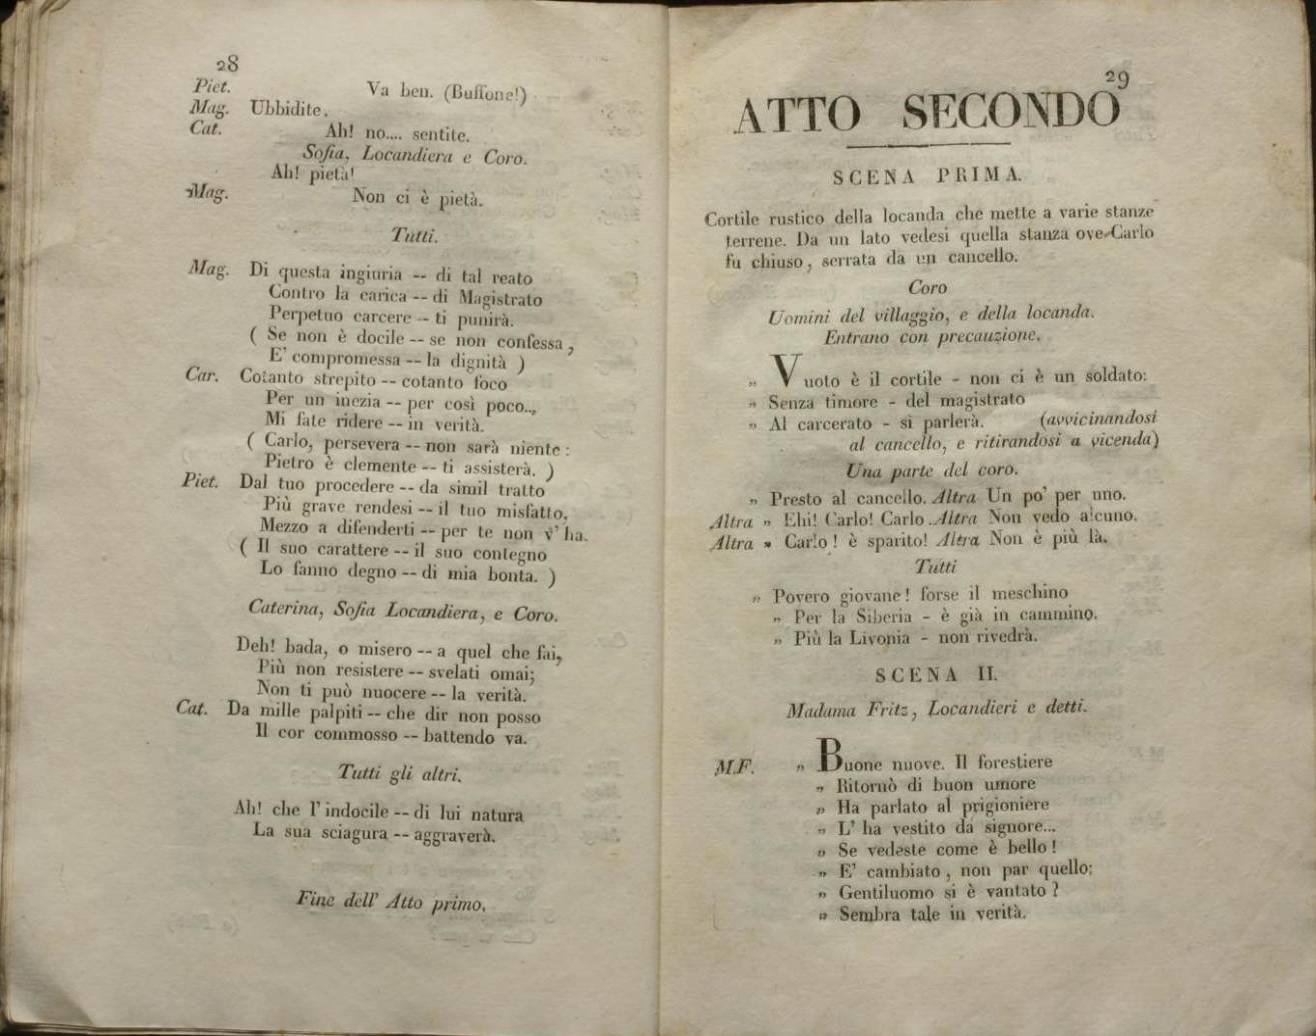 28
Piet. Va ben. (Buffone!)
Mag. Ubbidite.
Cat. Ah! no.... sentite.
Sofia, Locandiera e Coro.
Ah! pietà!
Mag. Non ci è pietà.
Tutti.
Mag. Di questa ingiuria -- di tal reato
Contro la carica -- di Magistrato
Perpetuo carcere -- ti punirà.
( Se non è docile -- se non confessa,
E' compromessa -- la dignità )
Car. Cotanto strepito -- cotanto foco
Per un inezia -- per così poco..,
Mi fate ridere -- in verità.
( Carlo, persevera -- non sarà niente:
Pietro è clemente -- ti assisterà. )
Piet. Dal tuo procedere -- da simil tratto
Più grave rendesi -- il tuo misfatto,
Mezzo a difenderti -- per te non v' ha.
( Il suo carattere -- il suo contegno
Lo fanno degno -- di mia bonta. )
Caterina, Sofia Locandiera, e Coro.
Deh! bada, o misero -- a quel che fai,
Più non resistere -- svelati omai;
Non ti può nuocere -- la verità.
Cat. Da mille palpiti -- che dir non posso
Il cor commosso -- battendo va.
Tutti gli altri.
Ah! che l'indocile -- di lui natura
La sua sciagura -- aggraverà.
Fine dell' Atto primo.
29
ATTO SECONDO
SCENA PRIMA.
Cortile rustico della locanda che mette a varie stanze
terrene. Da un lato vedesi quella stanza ove Carlo
fu chiuso, serrata da un cancello.
Coro
Uomini del villaggio, e della locanda.
Entrano con precauzione.
„ Vuoto è il cortile - non ci è un soldato:
„ Senza timore - del magistrato
„ Al carcerato - si parlerà. (avvicinandosi
al cancello, e ritirandosi a vicenda)
Una parte del coro.
„ Presto al cancello. Altra Un po' per uno.
Altra „ Ehi! Carlo! Carlo. Altra Non vedo alcuno.
Altra „ Carlo! è sparito! Altra Non è più là.
Tutti
„ Povero giovane! forse il meschino
„ Per la Siberia - è già in cammino.
„ Più la Livonia - non rivedrà.
SCENA II.
Madama Fritz, Locandieri e detti.
M.F. „ Buone nuove. Il forestiere
„ Ritornò di buon umore
„ Ha parlato al prigioniere
„ L' ha vestito da signore...
„ Se vedeste come è bello!
„ E' cambiato, non par quello:
„ Gentiluomo si è vantato?
„ Sembra tale in verità.